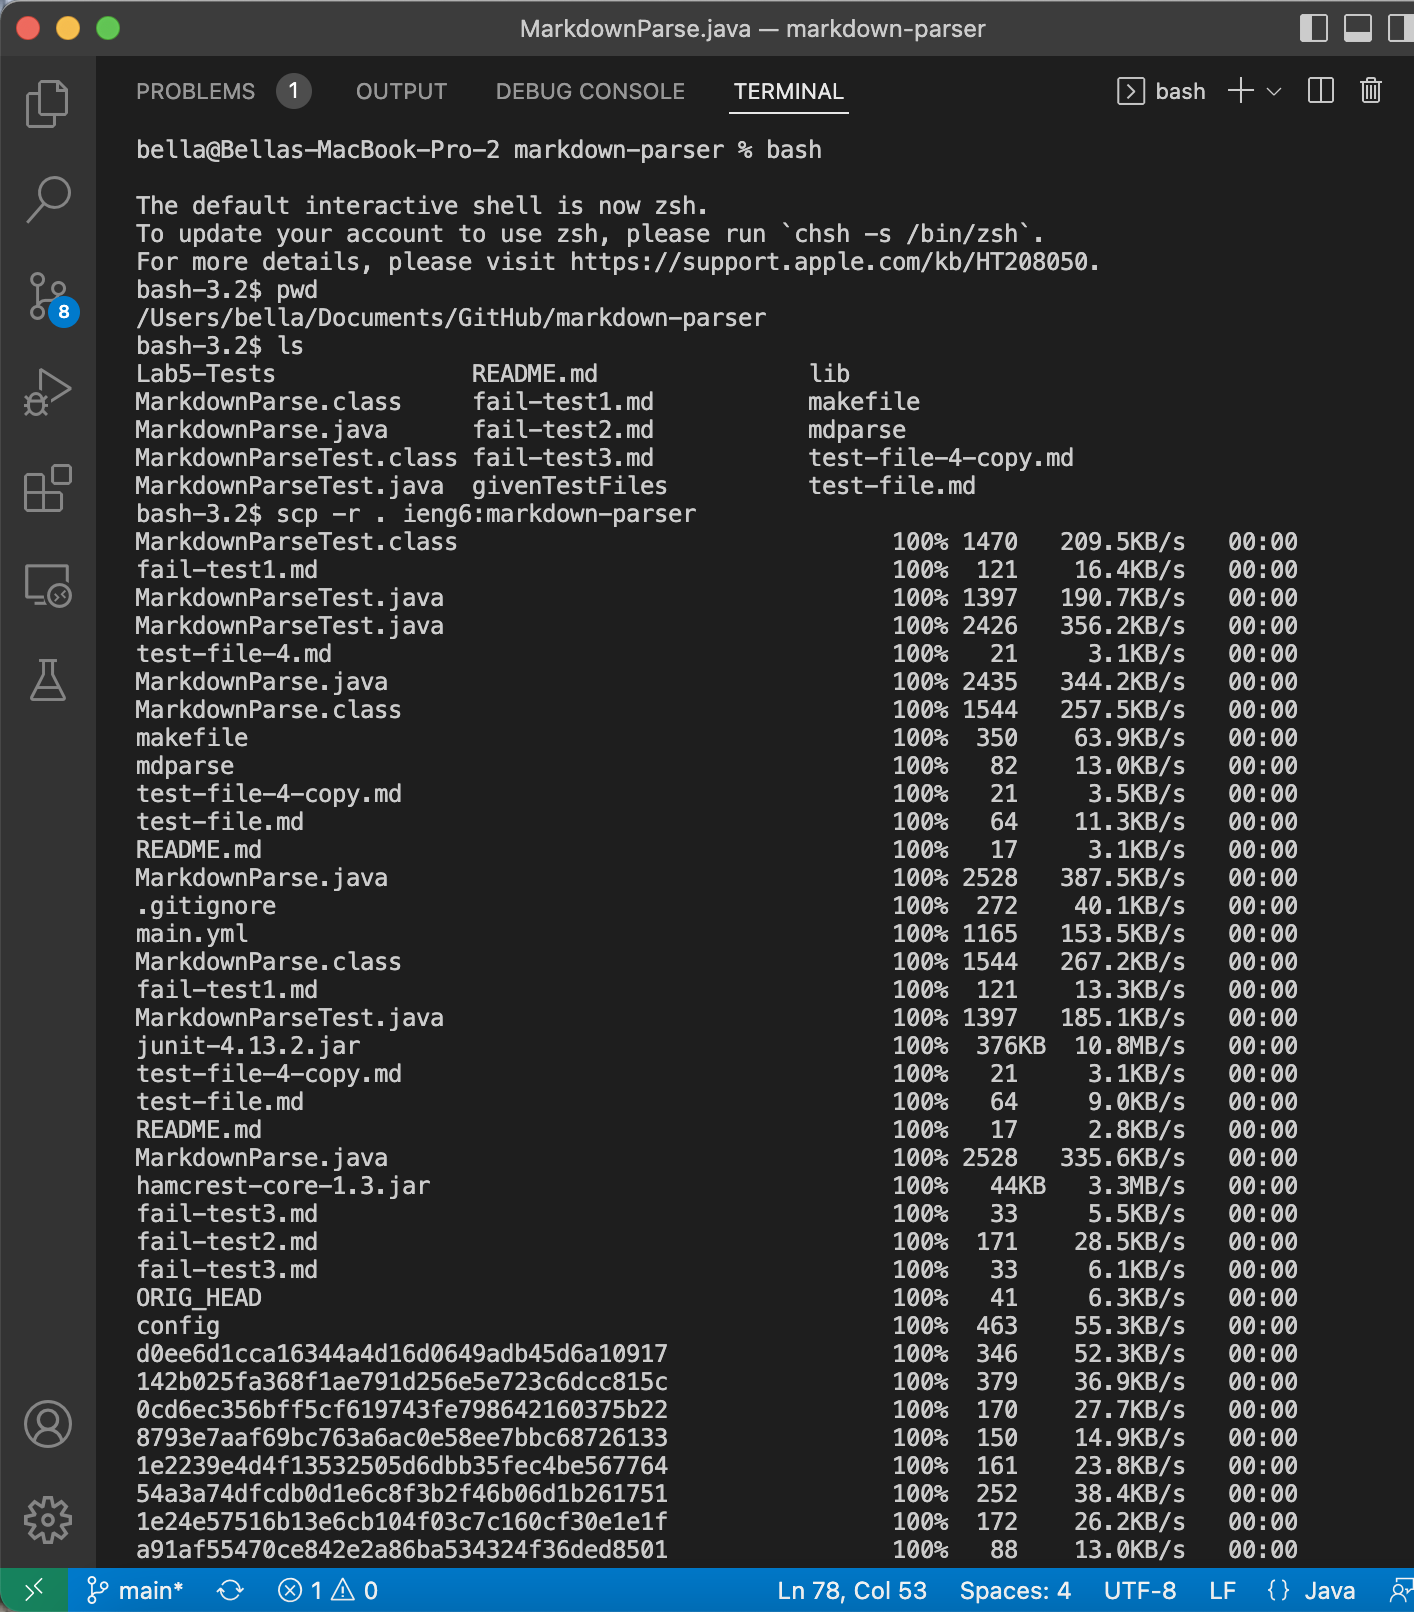 MarkdownParse.java — markdown-parser
PROBLEMS 1 OUTPUT DEBUG CONSOLE TERMINAL bash
bella@Bellas-MacBook-Pro-2 markdown-parser % bash
The default interactive shell is now zsh.
To update your account to use zsh, please run `chsh -s /bin/zsh`.
For more details, please visit https://support.apple.com/kb/HT208050.
bash-3.2$ pwd
/Users/bella/Documents/GitHub/markdown-parser
bash-3.2$ ls
Lab5-Tests README.md lib
MarkdownParse.class fail-test1.md makefile
MarkdownParse.java fail-test2.md mdparse
MarkdownParseTest.class fail-test3.md test-file-4-copy.md
MarkdownParseTest.java givenTestFiles test-file.md
bash-3.2$ scp -r . ieng6:markdown-parser
MarkdownParseTest.class 100% 1470 209.5KB/s 00:00
fail-test1.md 100% 121 16.4KB/s 00:00
MarkdownParseTest.java 100% 1397 190.7KB/s 00:00
MarkdownParseTest.java 100% 2426 356.2KB/s 00:00
test-file-4.md 100% 21 3.1KB/s 00:00
MarkdownParse.java 100% 2435 344.2KB/s 00:00
MarkdownParse.class 100% 1544 257.5KB/s 00:00
makefile 100% 350 63.9KB/s 00:00
mdparse 100% 82 13.0KB/s 00:00
test-file-4-copy.md 100% 21 3.5KB/s 00:00
test-file.md 100% 64 11.3KB/s 00:00
README.md 100% 17 3.1KB/s 00:00
MarkdownParse.java 100% 2528 387.5KB/s 00:00
.gitignore 100% 272 40.1KB/s 00:00
main.yml 100% 1165 153.5KB/s 00:00
MarkdownParse.class 100% 1544 267.2KB/s 00:00
fail-test1.md 100% 121 13.3KB/s 00:00
MarkdownParseTest.java 100% 1397 185.1KB/s 00:00
junit-4.13.2.jar 100% 376KB 10.8MB/s 00:00
test-file-4-copy.md 100% 21 3.1KB/s 00:00
test-file.md 100% 64 9.0KB/s 00:00
README.md 100% 17 2.8KB/s 00:00
MarkdownParse.java 100% 2528 335.6KB/s 00:00
hamcrest-core-1.3.jar 100% 44KB 3.3MB/s 00:00
fail-test3.md 100% 33 5.5KB/s 00:00
fail-test2.md 100% 171 28.5KB/s 00:00
fail-test3.md 100% 33 6.1KB/s 00:00
ORIG_HEAD 100% 41 6.3KB/s 00:00
config 100% 463 55.3KB/s 00:00
d0ee6d1cca16344a4d16d0649adb45d6a10917 100% 346 52.3KB/s 00:00
142b025fa368f1ae791d256e5e723c6dcc815c 100% 379 36.9KB/s 00:00
0cd6ec356bff5cf619743fe798642160375b22 100% 170 27.7KB/s 00:00
8793e7aaf69bc763a6ac0e58ee7bbc68726133 100% 150 14.9KB/s 00:00
1e2239e4d4f13532505d6dbb35fec4be567764 100% 161 23.8KB/s 00:00
54a3a74dfcdb0d1e6c8f3b2f46b06d1b261751 100% 252 38.4KB/s 00:00
1e24e57516b13e6cb104f03c7c160cf30e1e1f 100% 172 26.2KB/s 00:00
a91af55470ce842e2a86ba534324f36ded8501 100% 88 13.0KB/s 00:00
8
main* 1 0 Ln 78, Col 53 Spaces: 4 UTF-8 LF {} Java